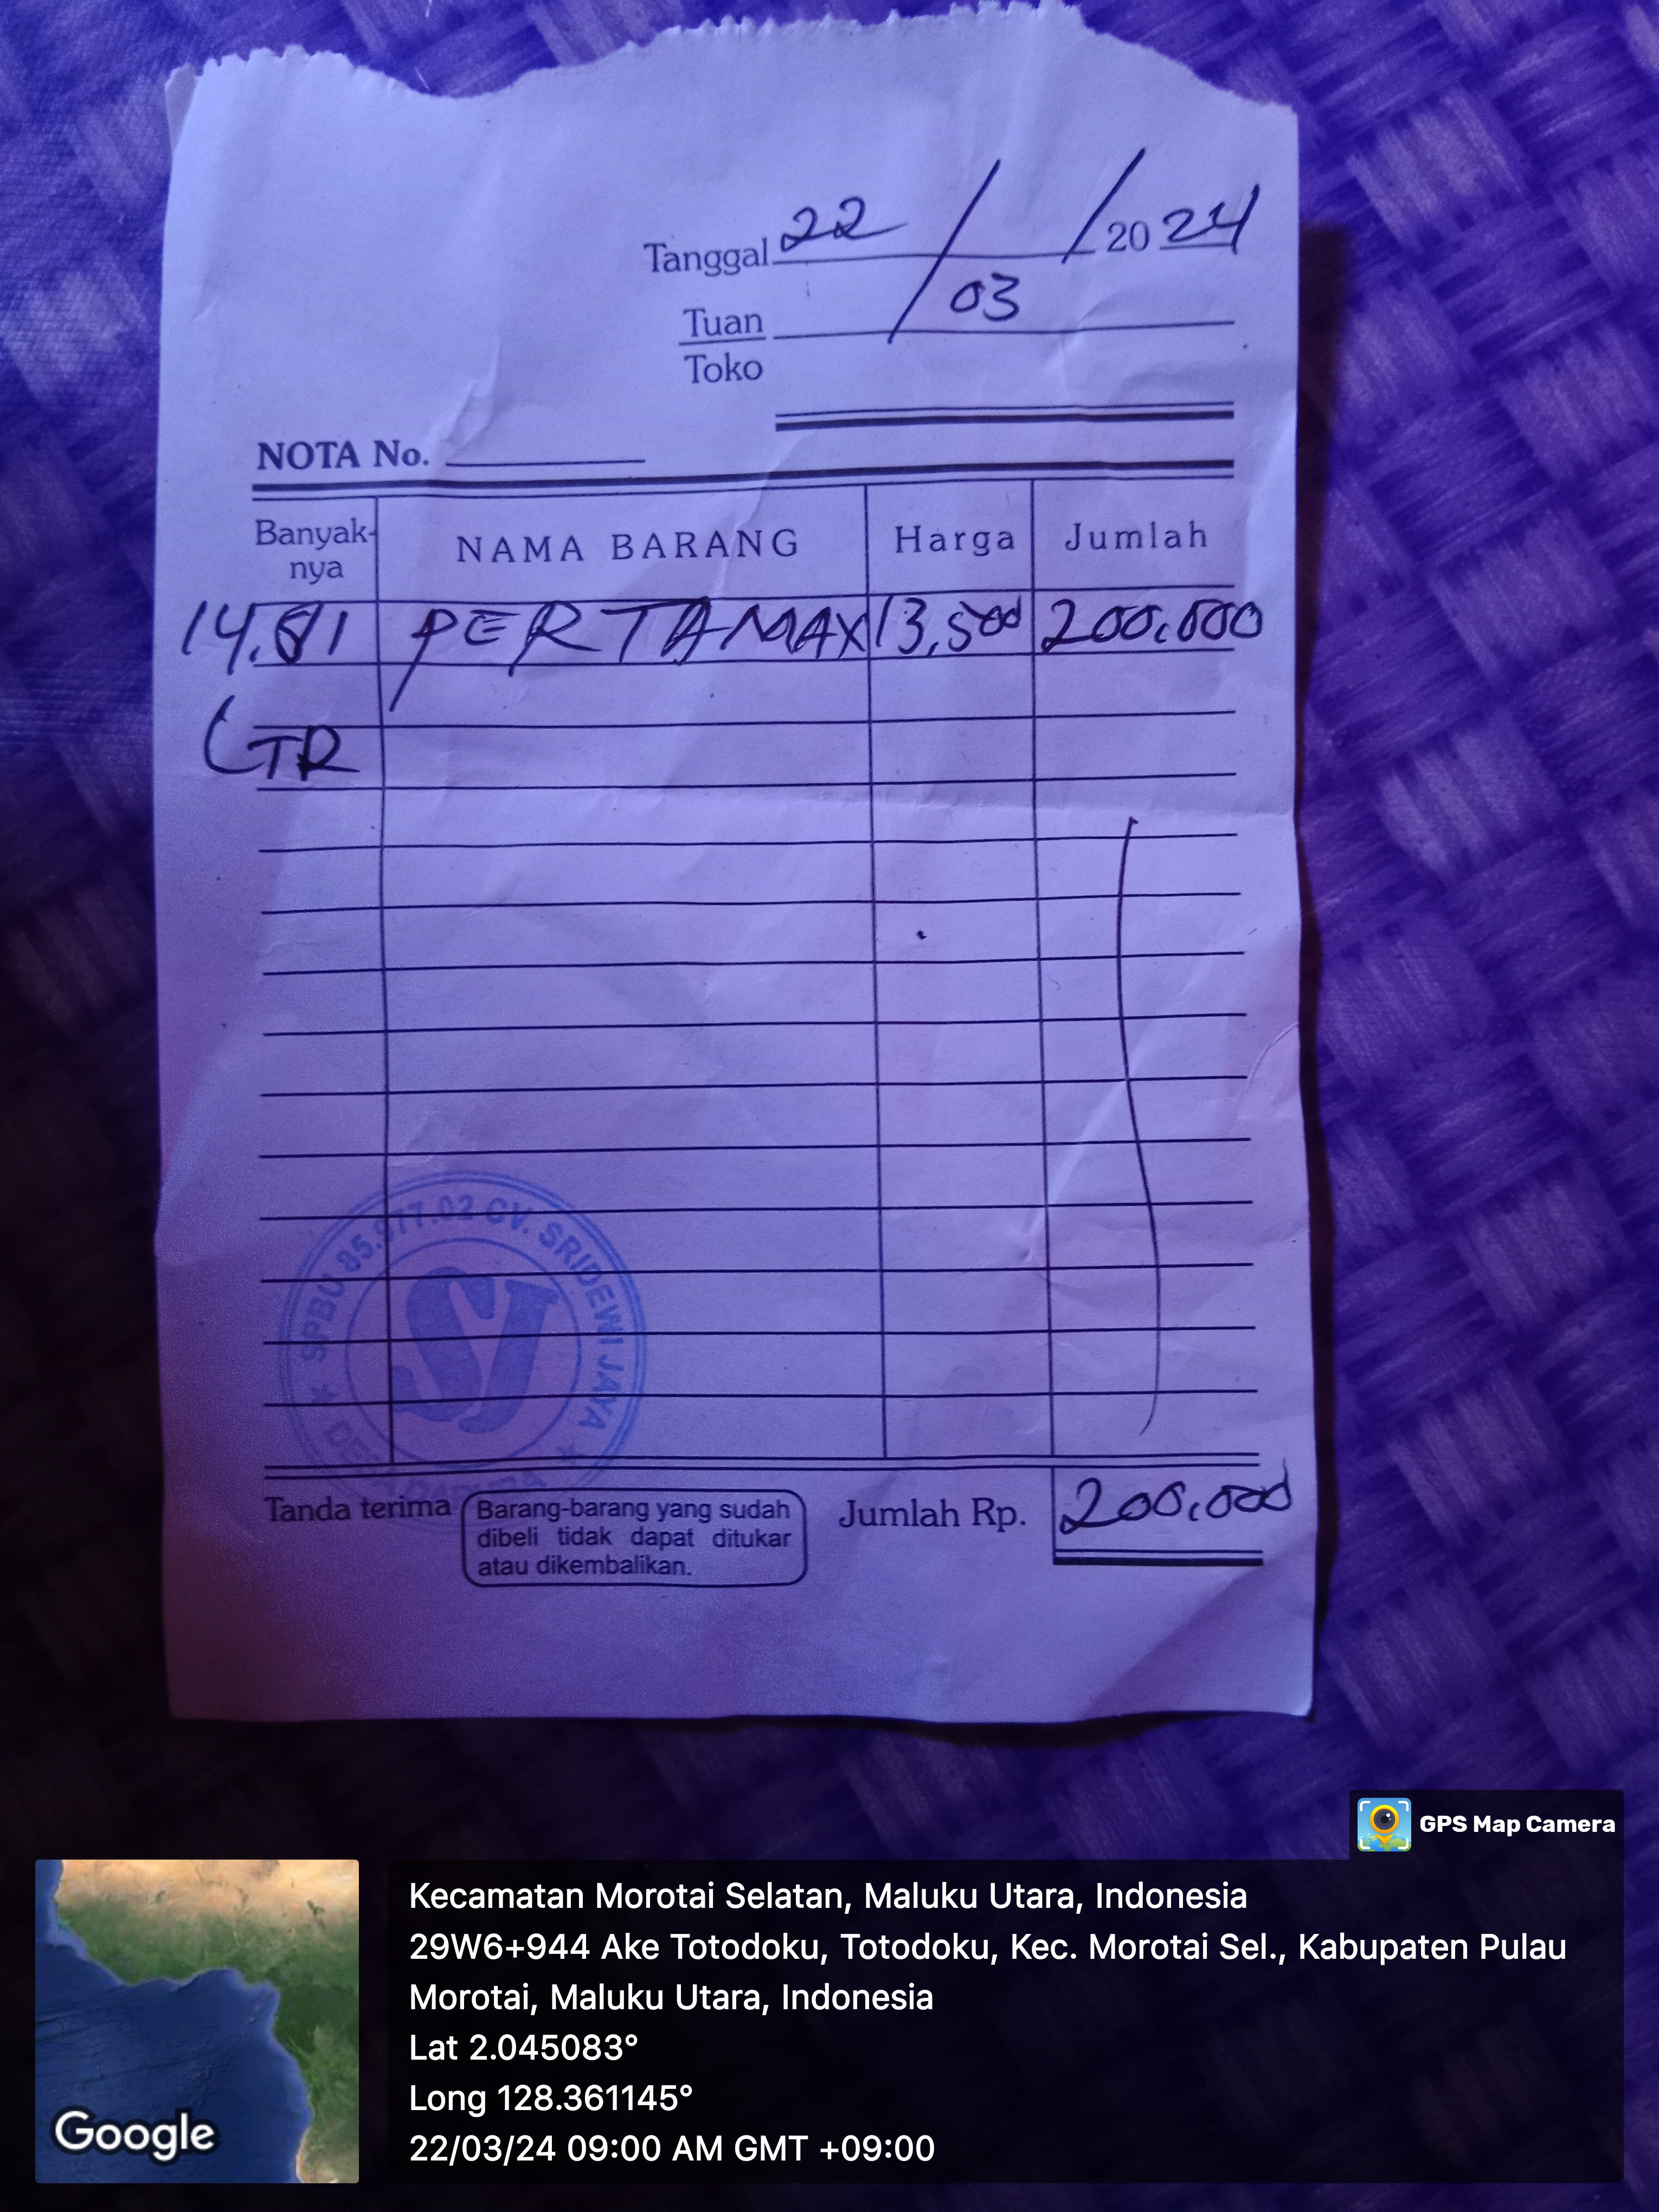 Tanggal 22 / 03 / 2024
Tuan
Toko
NOTA No.
Banyak-nya NAMA BARANG Harga Jumlah
14.81 PERTAMAX 13,500 200.000
LTR
SPBU 85.977.02 CV. SRIDEWI JAYA
SJ
DESA
Tanda terima
Barang-barang yang sudah
dibeli tidak dapat ditukar
atau dikembalikan.
Jumlah Rp. 200.000
GPS Map Camera
Kecamatan Morotai Selatan, Maluku Utara, Indonesia
29W6+944 Ake Totodoku, Totodoku, Kec. Morotai Sel., Kabupaten Pulau
Morotai, Maluku Utara, Indonesia
Lat 2.045083°
Long 128.361145°
22/03/24 09:00 AM GMT +09:00
Google